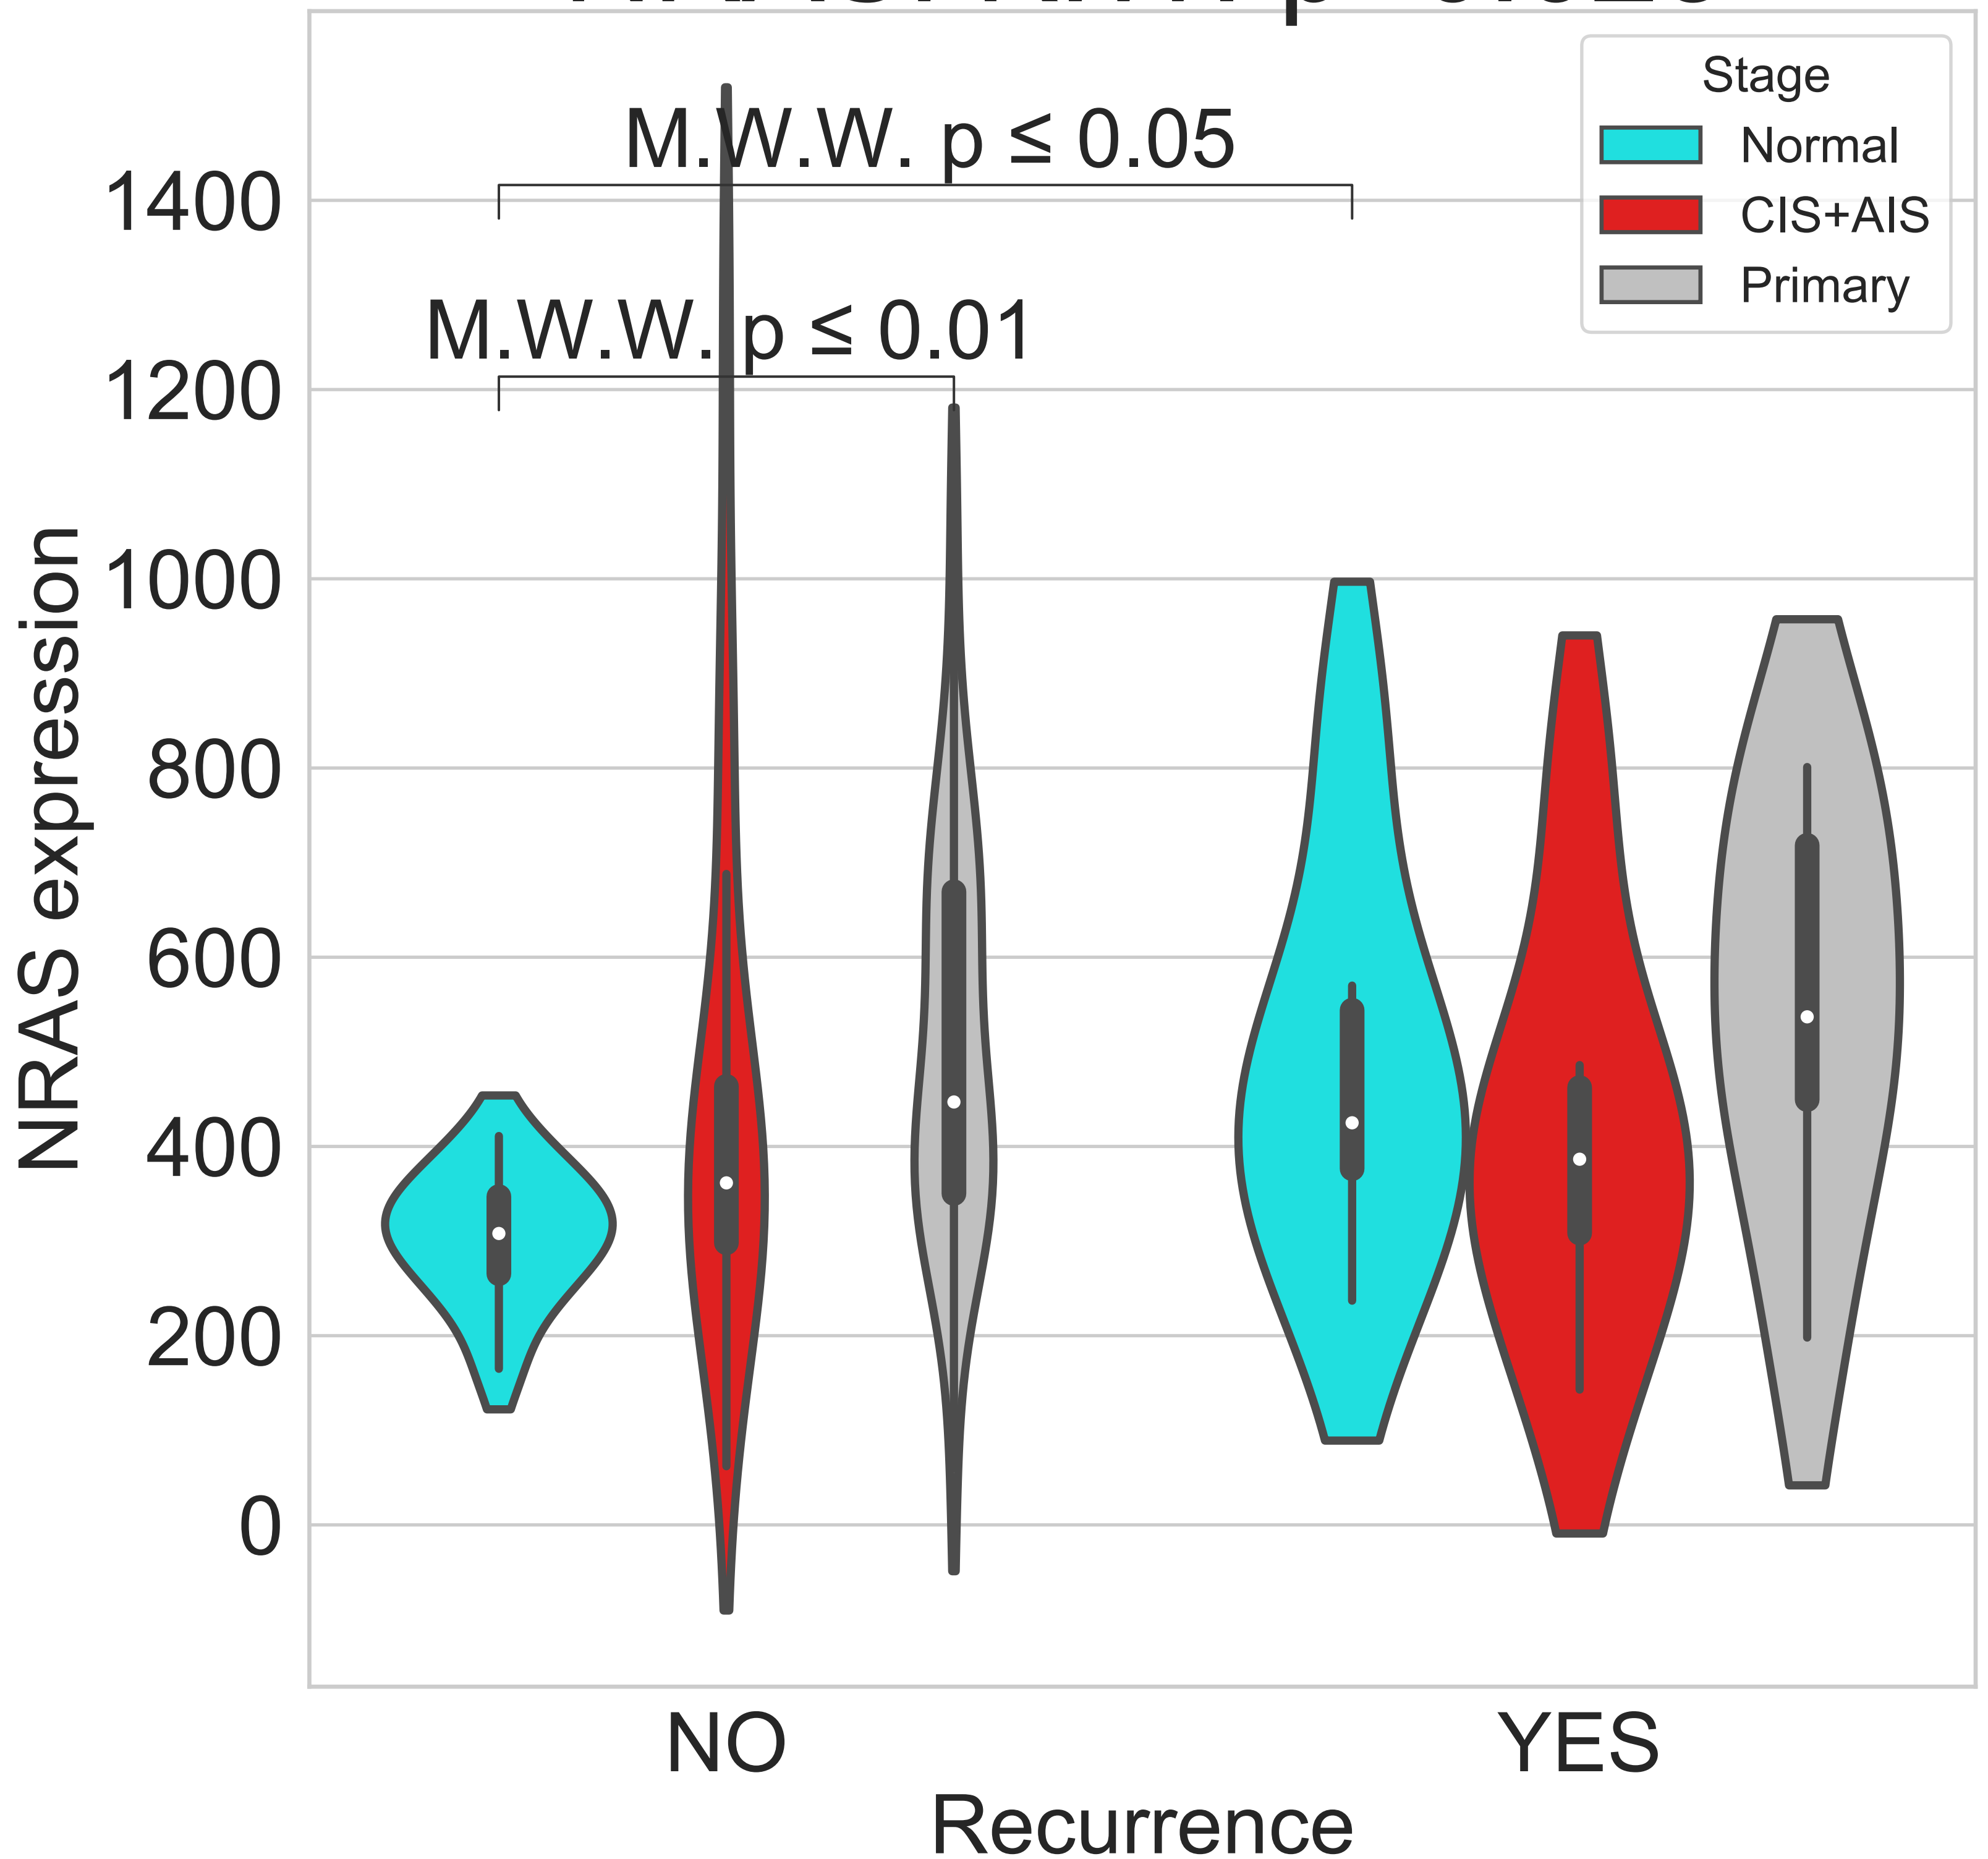 Stage
Normal
CIS+AIS
Primary
M.W.W. p ≤ 0.05
M.W.W. p ≤ 0.01
1400
1200
1000
800
600
400
200
0
NRAS expression
NO
YES
Recurrence